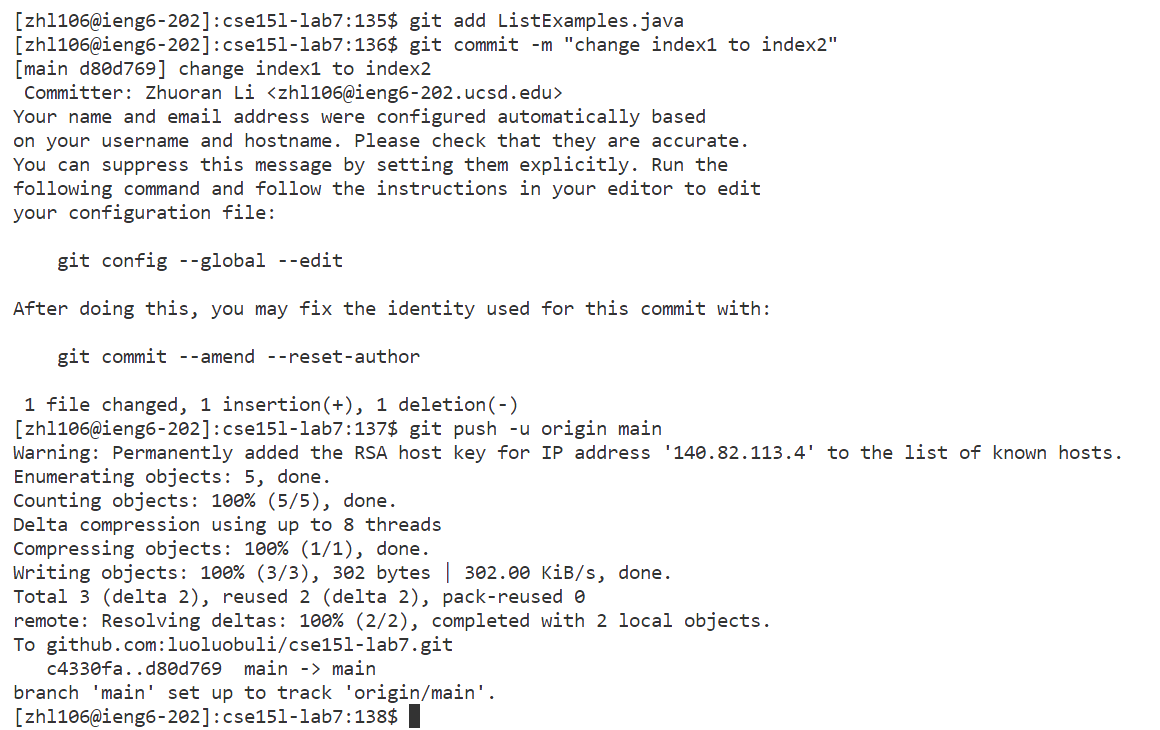 [zhl106@ieng6-202]:cse15l-lab7:135$ git add ListExamples.java
[zhl106@ieng6-202]:cse15l-lab7:136$ git commit -m "change index1 to index2"
[main d80d769] change index1 to index2
 Committer: Zhuoran Li <zhl106@ieng6-202.ucsd.edu>
Your name and email address were configured automatically based
on your username and hostname. Please check that they are accurate.
You can suppress this message by setting them explicitly. Run the
following command and follow the instructions in your editor to edit
your configuration file:

    git config --global --edit

After doing this, you may fix the identity used for this commit with:

    git commit --amend --reset-author

 1 file changed, 1 insertion(+), 1 deletion(-)
[zhl106@ieng6-202]:cse15l-lab7:137$ git push -u origin main
Warning: Permanently added the RSA host key for IP address '140.82.113.4' to the list of known hosts.
Enumerating objects: 5, done.
Counting objects: 100% (5/5), done.
Delta compression using up to 8 threads
Compressing objects: 100% (1/1), done.
Writing objects: 100% (3/3), 302 bytes | 302.00 KiB/s, done.
Total 3 (delta 2), reused 2 (delta 2), pack-reused 0
remote: Resolving deltas: 100% (2/2), completed with 2 local objects.
To github.com:luoluobuli/cse15l-lab7.git
   c4330fa..d80d769  main -> main
branch 'main' set up to track 'origin/main'.
[zhl106@ieng6-202]:cse15l-lab7:138$